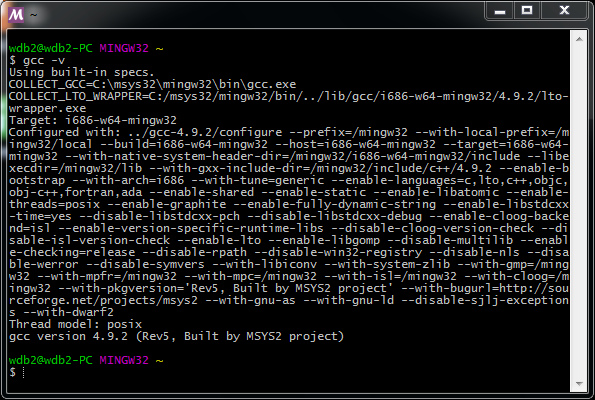 M ~
wdb2@wdb2-PC MINGW32 ~
$ gcc -v
Using built-in specs.
COLLECT_GCC=C:\msys32\mingw32\bin\gcc.exe
COLLECT_LTO_WRAPPER=C:/msys32/mingw32/bin/../lib/gcc/i686-w64-mingw32/4.9.2/lto-
wrapper.exe
Target: i686-w64-mingw32
Configured with: ../gcc-4.9.2/configure --prefix=/mingw32 --with-local-prefix=/m
ingw32/local --build=i686-w64-mingw32 --host=i686-w64-mingw32 --target=i686-w64-
mingw32 --with-native-system-header-dir=/mingw32/i686-w64-mingw32/include --libe
xecdir=/mingw32/lib --with-gxx-include-dir=/mingw32/include/c++/4.9.2 --enable-b
ootstrap --with-arch=i686 --with-tune=generic --enable-languages=c,lto,c++,objc,
obj-c++,fortran,ada --enable-shared --enable-static --enable-libatomic --enable-
threads=posix --enable-graphite --enable-fully-dynamic-string --enable-libstdcxx
-time=yes --disable-libstdcxx-pch --disable-libstdcxx-debug --enable-cloog-backe
nd=isl --enable-version-specific-runtime-libs --disable-cloog-version-check --di
sable-isl-version-check --enable-lto --enable-libgomp --disable-multilib --enabl
e-checking=release --disable-rpath --disable-win32-registry --disable-nls --disa
ble-werror --disable-symvers --with-libiconv --with-system-zlib --with-gmp=/ming
w32 --with-mpfr=/mingw32 --with-mpc=/mingw32 --with-isl=/mingw32 --with-cloog=/m
ingw32 --with-pkgversion='Rev5, Built by MSYS2 project' --with-bugurl=http://sou
rceforge.net/projects/msys2 --with-gnu-as --with-gnu-ld --disable-sjlj-exception
s --with-dwarf2
Thread model: posix
gcc version 4.9.2 (Rev5, Built by MSYS2 project)
wdb2@wdb2-PC MINGW32 ~
$